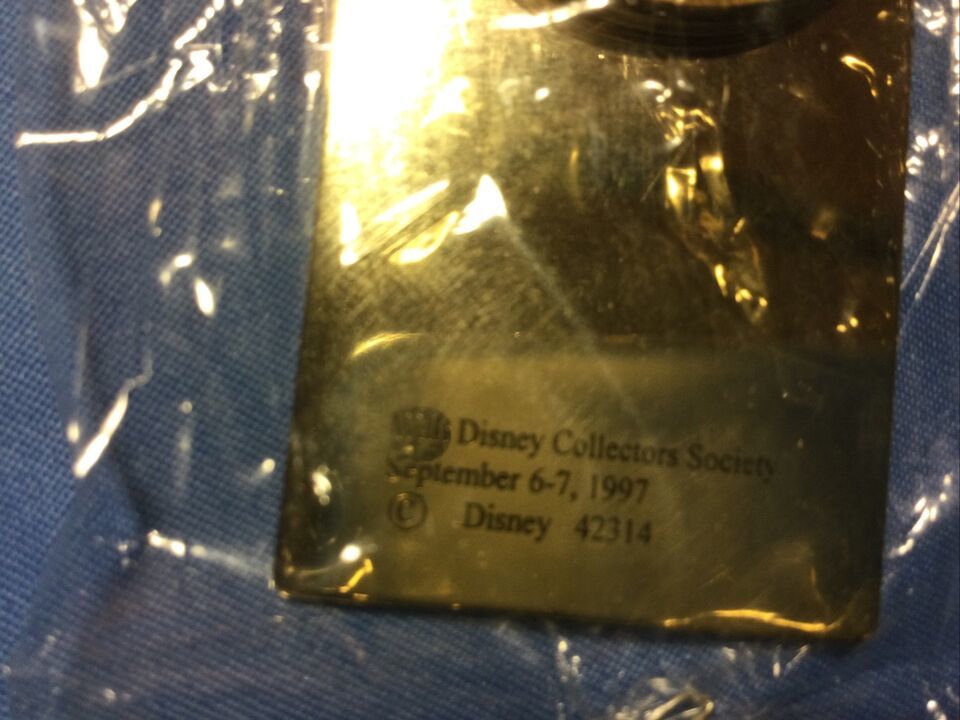 Disney Collectors Society
September 6-7, 1997
© Disney 42314